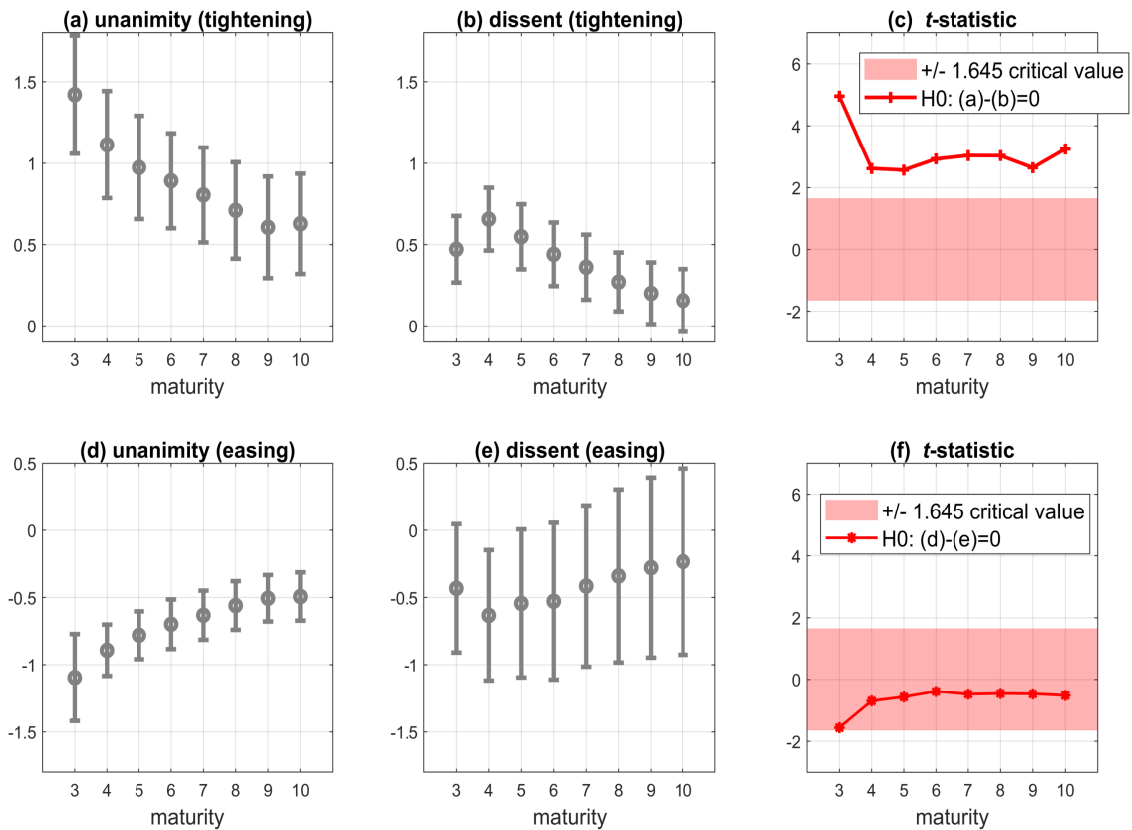 (a) unanimity (tightening)
1.5
1
0.5
0
3 4 5 6 7 8 9 10
maturity
(b) dissent (tightening)
1.5
1
0.5
0
3 4 5 6 7 8 9 10
maturity
(c) t-statistic
6
4
2
0
-2
+/- 1.645 critical value
H0: (a)-(b)=0
3 4 5 6 7 8 9 10
maturity
(d) unanimity (easing)
0.5
0
-0.5
-1
-1.5
3 4 5 6 7 8 9 10
maturity
(e) dissent (easing)
0.5
0
-0.5
-1
-1.5
3 4 5 6 7 8 9 10
maturity
(f) t-statistic
6
4
2
0
-2
+/- 1.645 critical value
H0: (d)-(e)=0
3 4 5 6 7 8 9 10
maturity